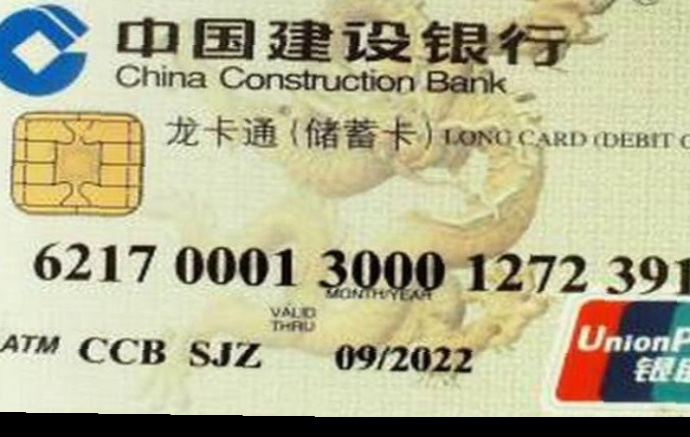 中国建设银行
China Construction Bank
龙卡通(储蓄卡) LONG CARD (DEBIT
6217 0001 3000 1272 391
MONTH/YEAR
VALID
THRU
ATM CCB SJZ 09/2022
UnionP
银